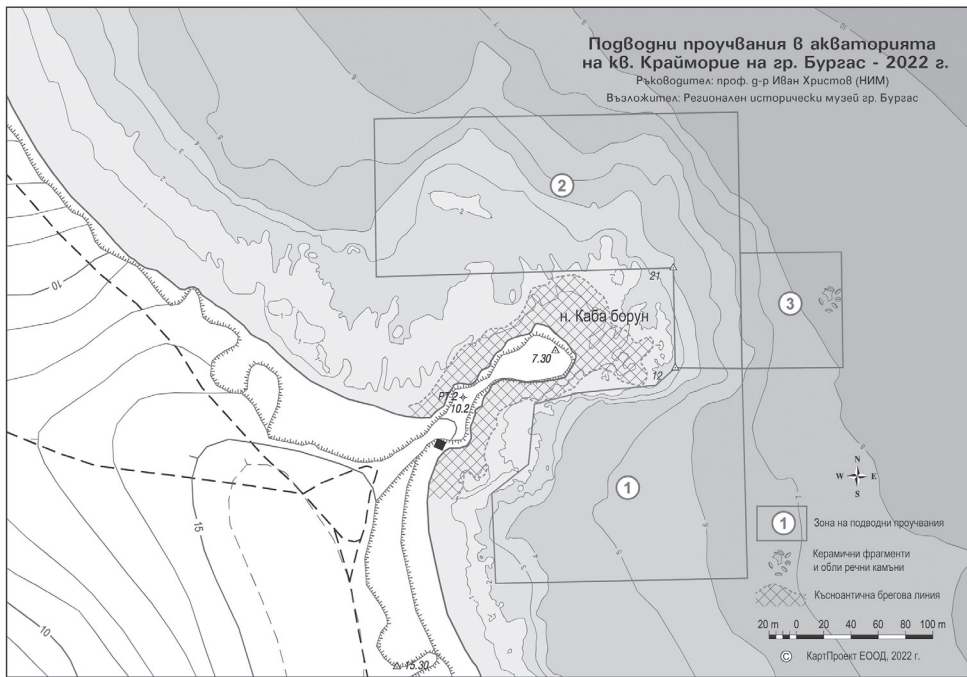 Подводни проучвания в акваторията
на кв. Крайморие на гр. Бургас - 2022 г.
Ръководител: проф. д-р Иван Христов (НИМ)
Възложител: Регионален исторически музей гр. Бургас
2
21
3
н. Каба борун
7.30
12
РТ.2
10.2
10
15
1
N
W E
S
1 Зона на подводни проучвания
Керамични фрагменти
и обли речни камъни
Късноантична брегова линия
20 m 0 20 40 60 80 100 m
© КартПроект ЕООД, 2022 г.
15.30
10